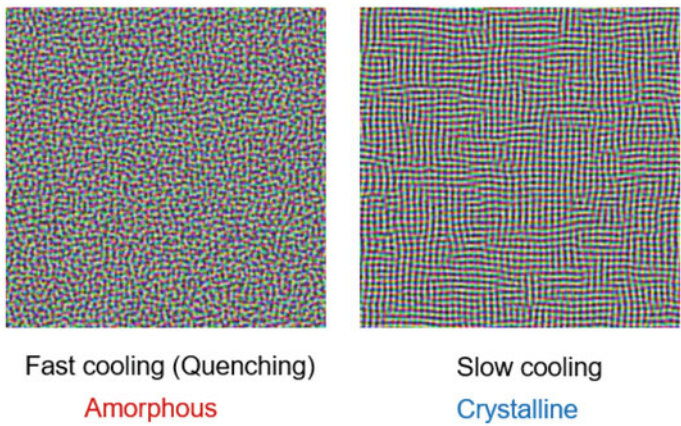 Fast cooling (Quenching)
Amorphous
Slow cooling
Crystalline